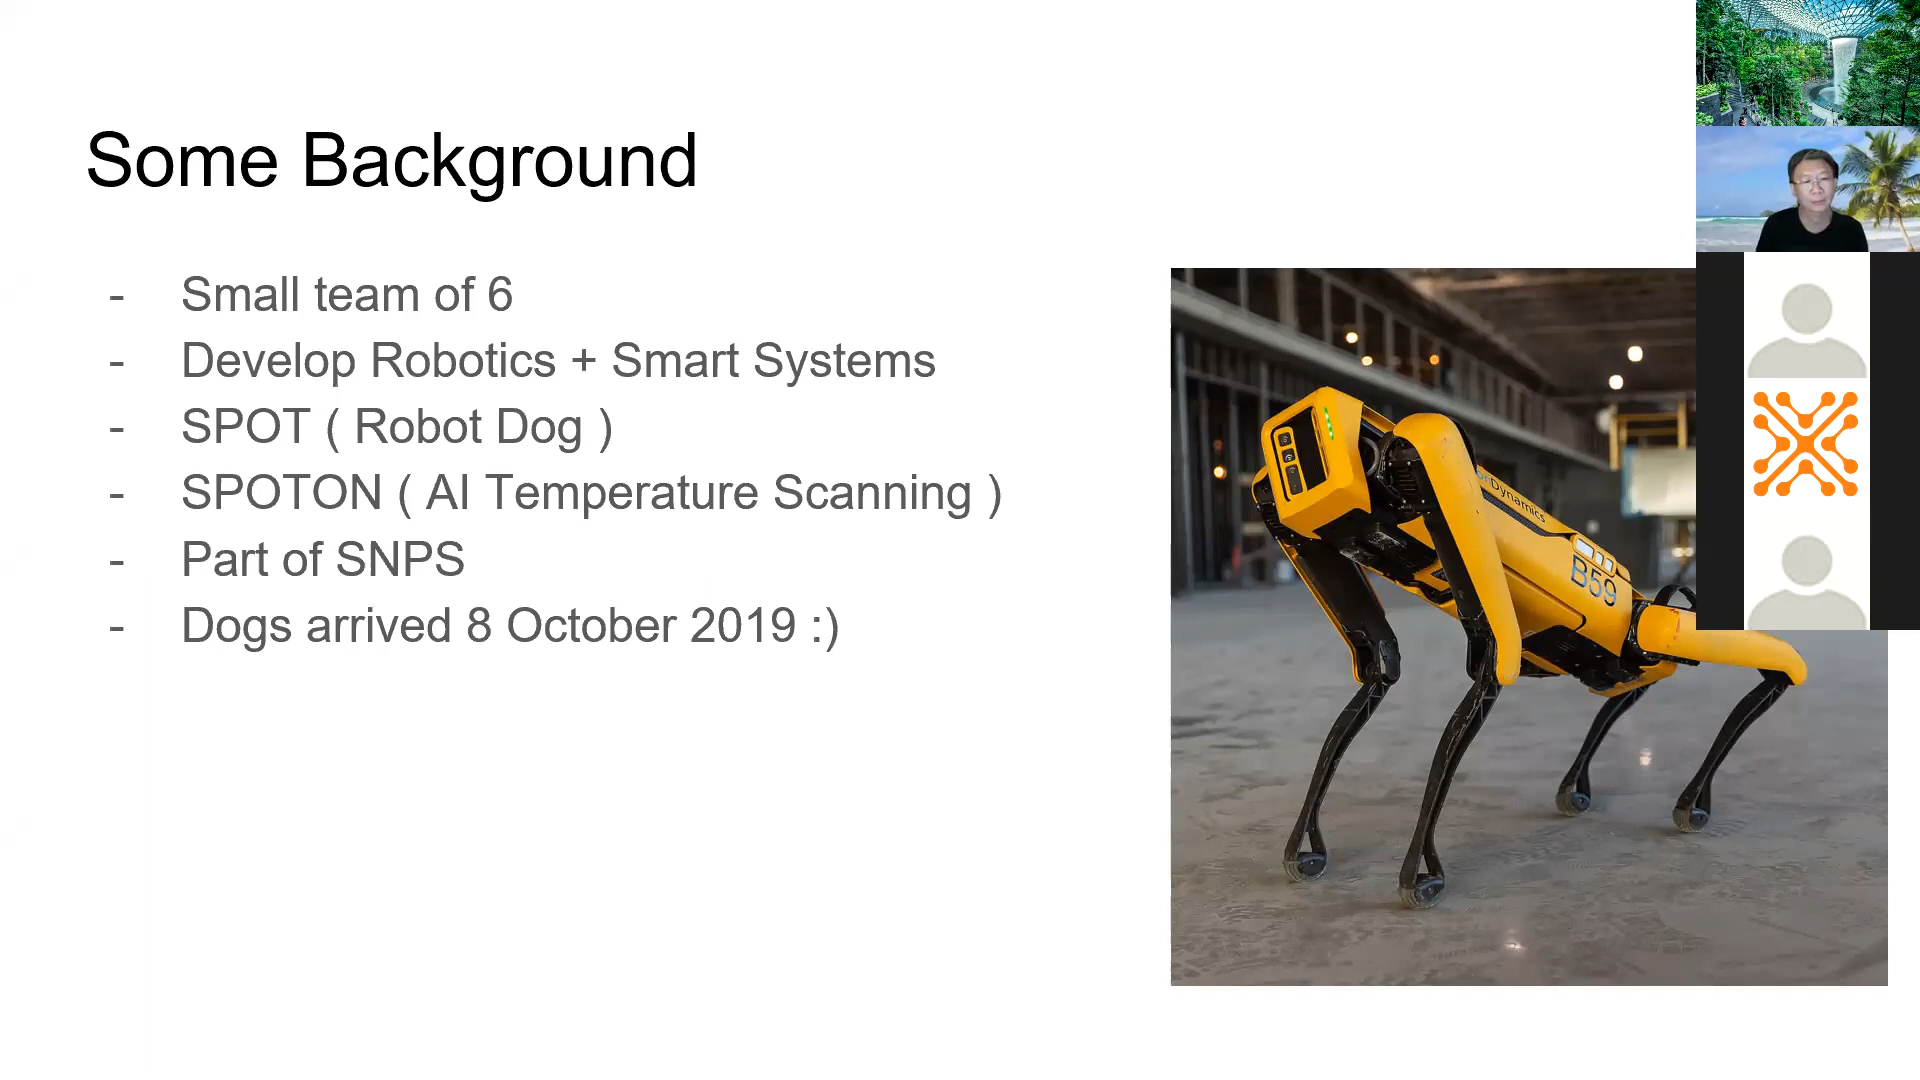 Some Background
- Small team of 6
- Develop Robotics + Smart Systems
- SPOT ( Robot Dog )
- SPOTON ( AI Temperature Scanning )
- Part of SNPS
- Dogs arrived 8 October 2019 :)
Dynamics
B59